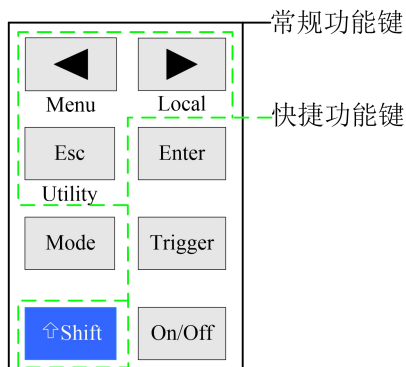 常规功能键
◀ ▶
Menu Local
快捷功能键
Esc Enter
Utility
Mode Trigger
⇧Shift On/Off